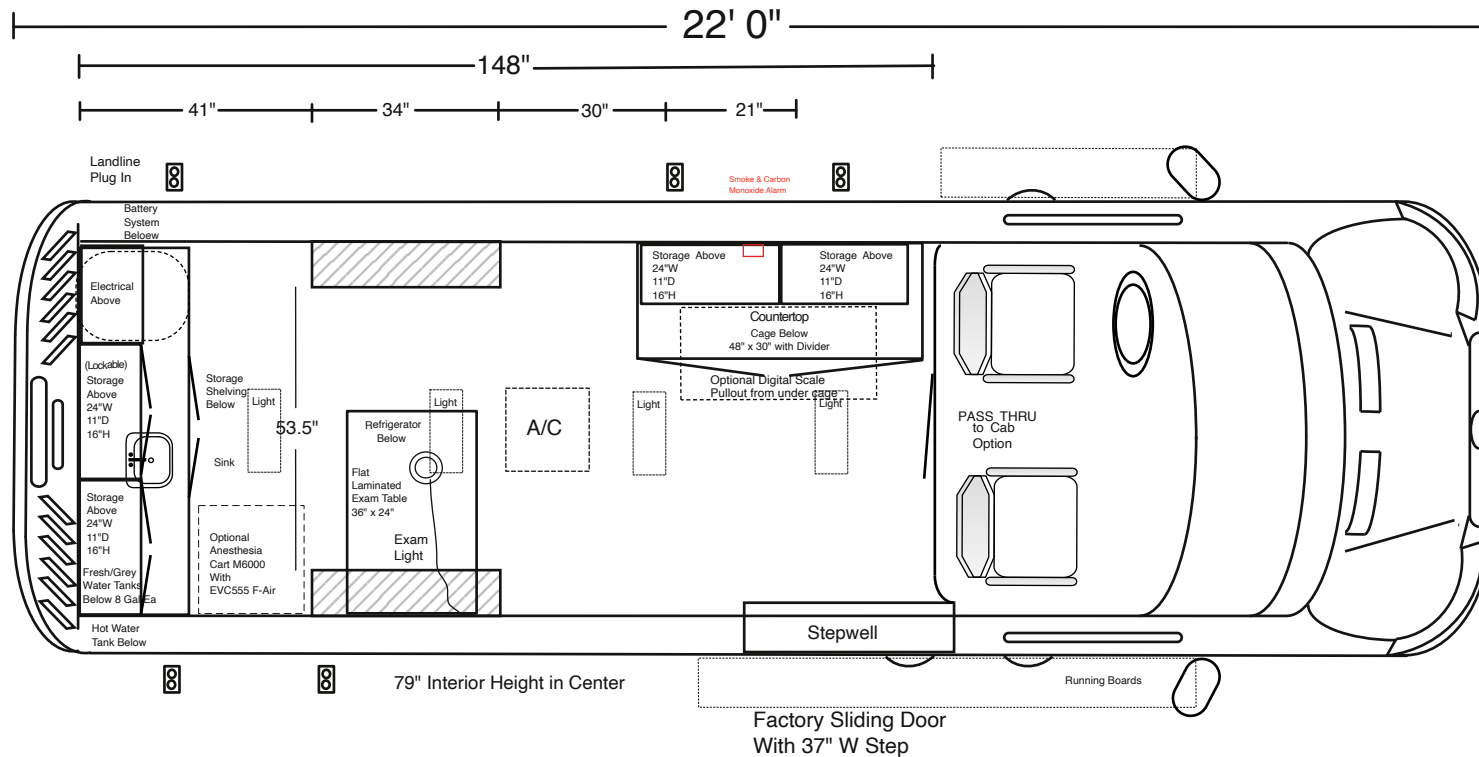 22' 0"
148"
41"
34"
30"
21"
Landline
Plug In
Smoke & Carbon
Monoxide Alarm
Battery
System
Beloew
Electrical
Above
(Lockable)
Storage
Above
24"W
11"D
16"H
Storage
Above
24"W
11"D
16"H
Fresh/Grey
Water Tanks
Below 8 Gal Ea
Hot Water
Tank Below
Storage
Shelving
Below
Sink
Light
53.5"
Optional
Anesthesia
Cart M6000
With
EVC555 F-Air
Refrigerator
Below
Light
Flat
Laminated
Exam Table
36" x 24"
Exam
Light
A/C
Light
Storage Above
24"W
11"D
16"H
Storage Above
24"W
11"D
16"H
Countertop
Cage Below
48" x 30" with Divider
Optional Digital Scale
Pullout from under cage
Light
PASS THRU
to Cab
Option
Stepwell
79" Interior Height in Center
Running Boards
Factory Sliding Door
With 37" W Step